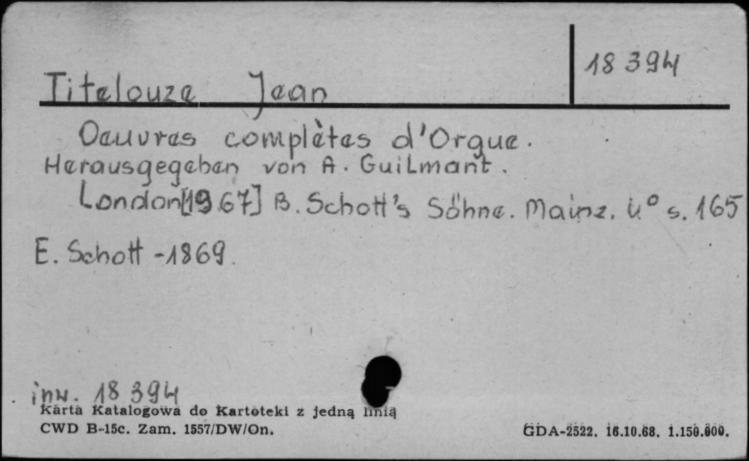 18 394
Titelouze Jean
Oeuvres complètes d'Orgue.
Herausgegeben von A. Guilmant.
London [1967] B. Schott's Söhne. Mainz. 4° s. 165
E. Schott -1869.
inw. 18 394
Karta Katalogowa do Kartoteki z jedną linią
CWD B-15c. Zam. 1557/DW/On.
GDA-2522. 16.10.68. 1.150.000.